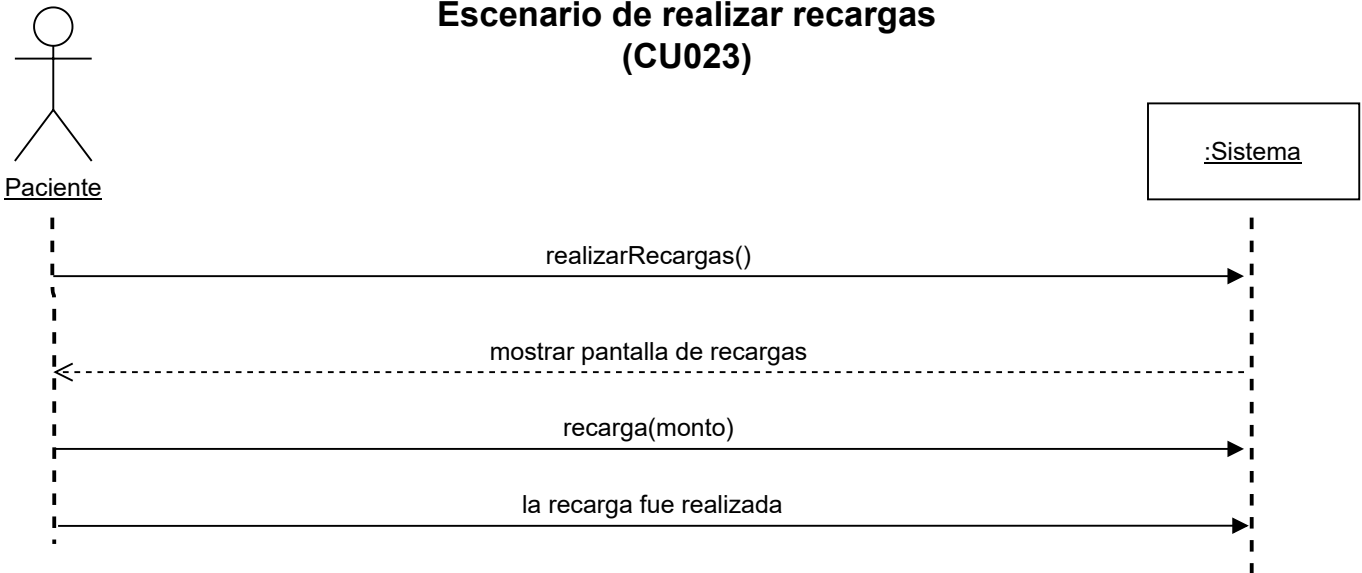 Escenario de realizar recargas
(CU023)
:Sistema
Paciente
realizarRecargas()
mostrar pantalla de recargas
recarga(monto)
la recarga fue realizada